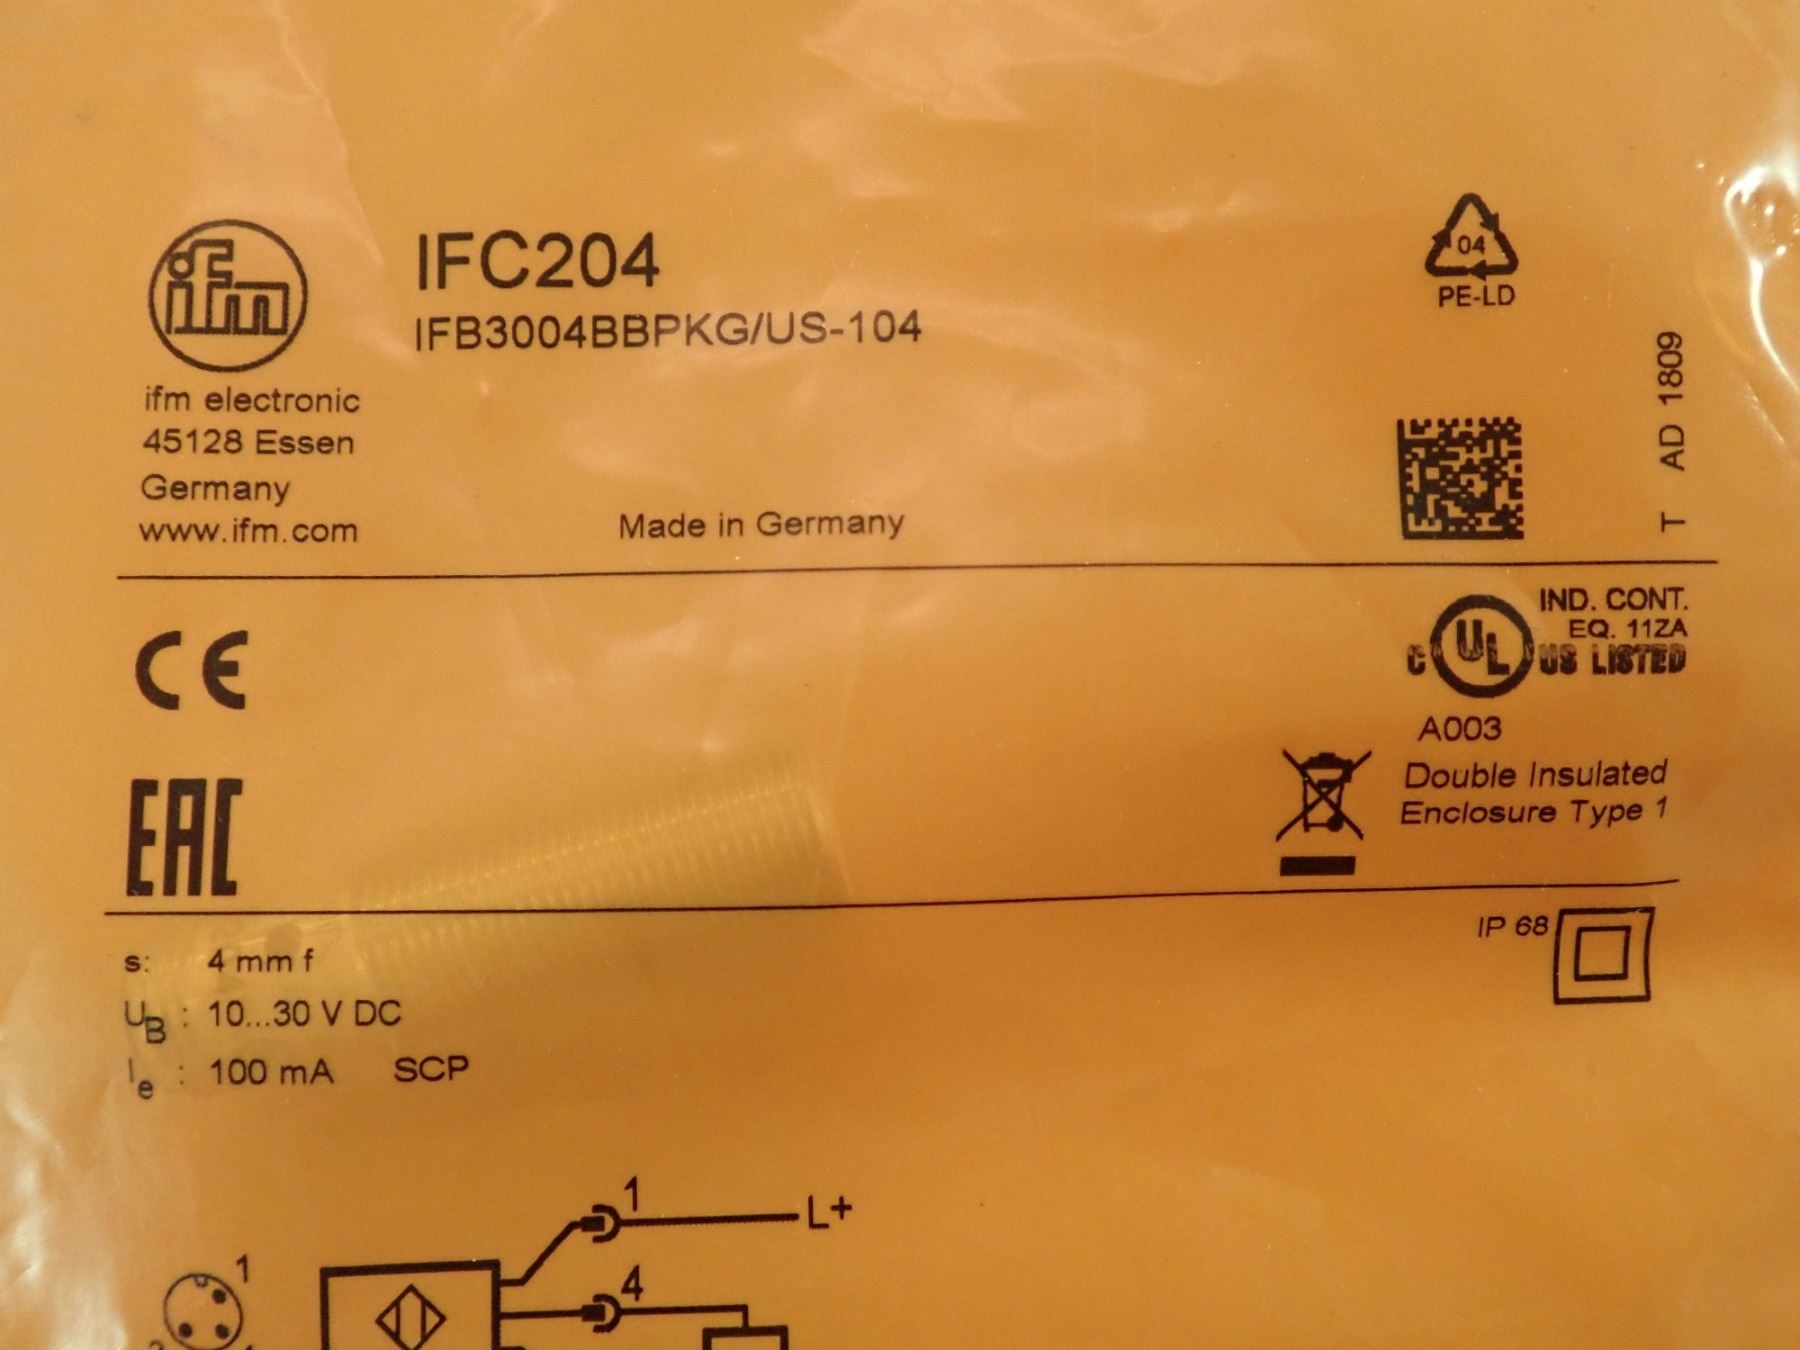 ifm
IFC204
IFB3004BBPKG/US-104
ifm electronic
45128 Essen
Germany
www.ifm.com
Made in Germany
04
PE-LD
T AD 1809
CE
EAC
C UL US LISTED
IND. CONT.
EQ. 11ZA
A003
Double Insulated
Enclosure Type 1
s: 4 mm f
UB : 10...30 V DC
Ie : 100 mA SCP
IP 68
1
L+
4
1